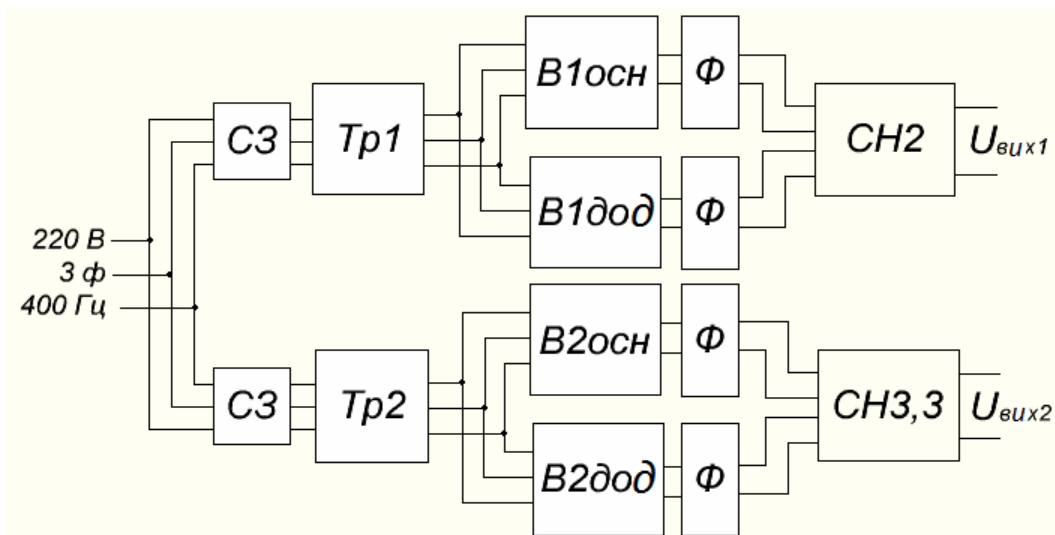 220 В
3 ф
400 Гц
СЗ
Тр1
В1осн
Ф
В1дод
Ф
СН2
Uвих1
СЗ
Тр2
В2осн
Ф
В2дод
Ф
СН3,3
Uвих2